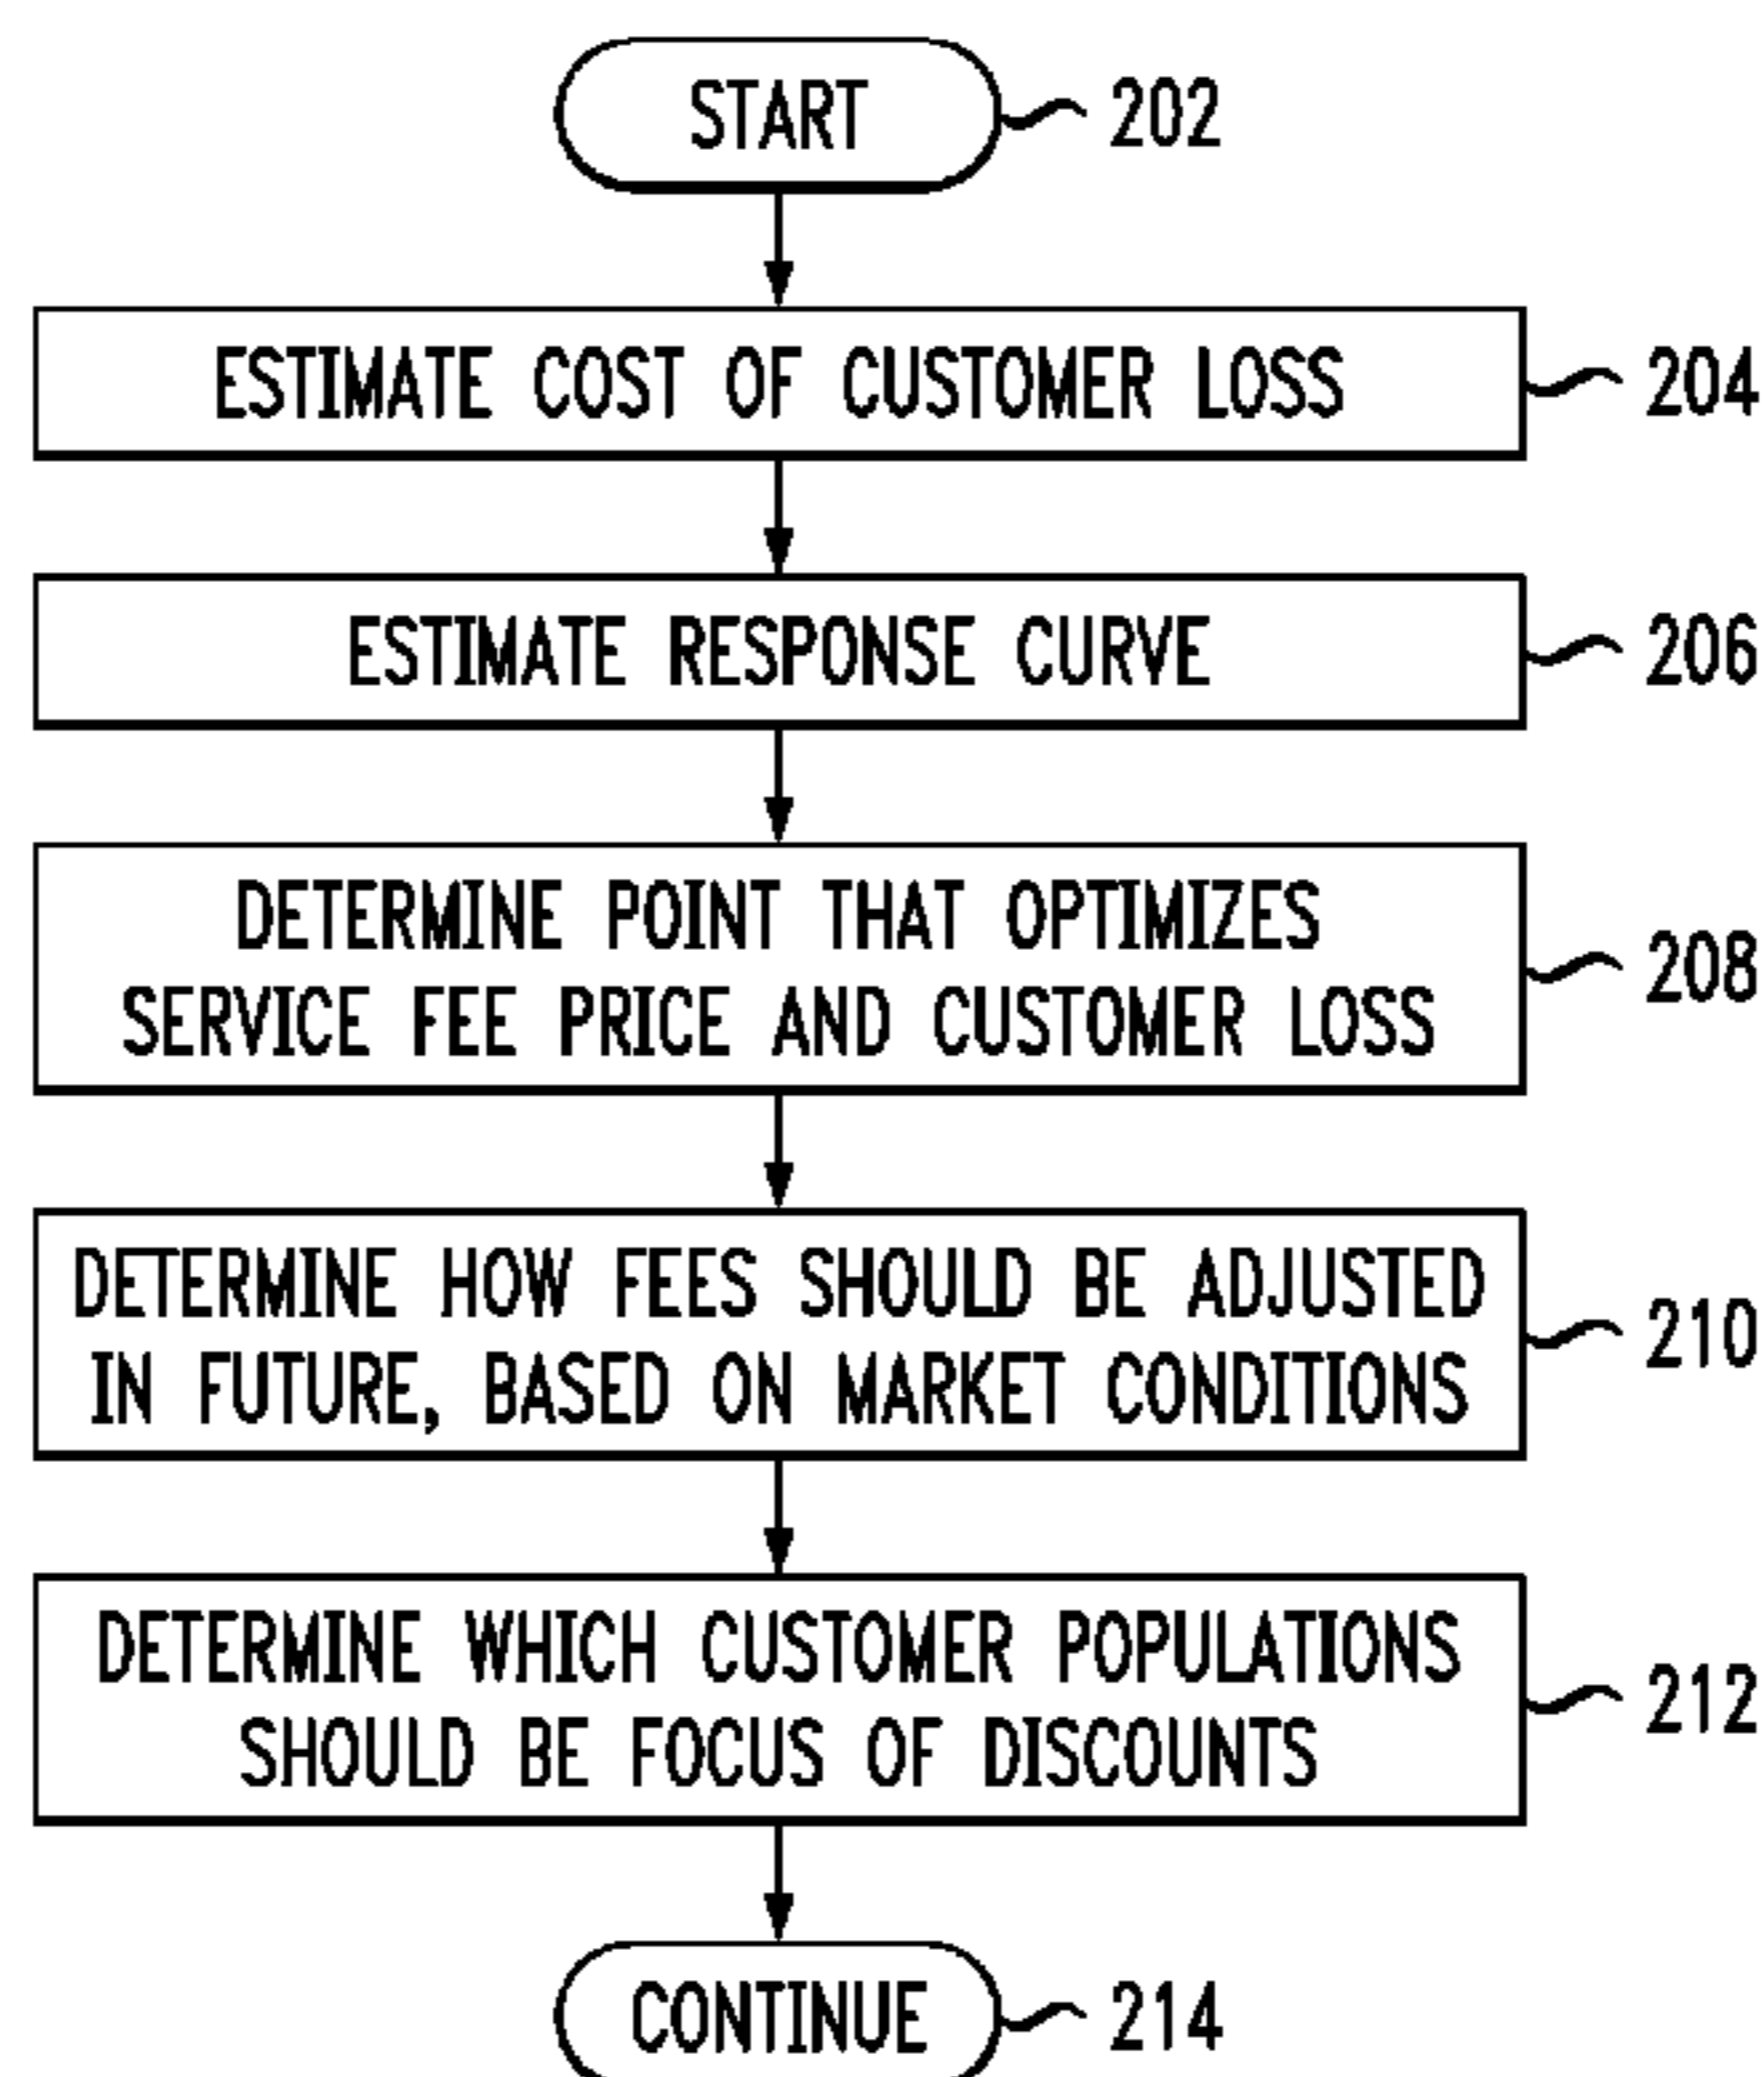 START
202
ESTIMATE COST OF CUSTOMER LOSS
204
ESTIMATE RESPONSE CURVE
206
DETERMINE POINT THAT OPTIMIZES
SERVICE FEE PRICE AND CUSTOMER LOSS
208
DETERMINE HOW FEES SHOULD BE ADJUSTED
IN FUTURE, BASED ON MARKET CONDITIONS
210
DETERMINE WHICH CUSTOMER POPULATIONS
SHOULD BE FOCUS OF DISCOUNTS
212
CONTINUE
214